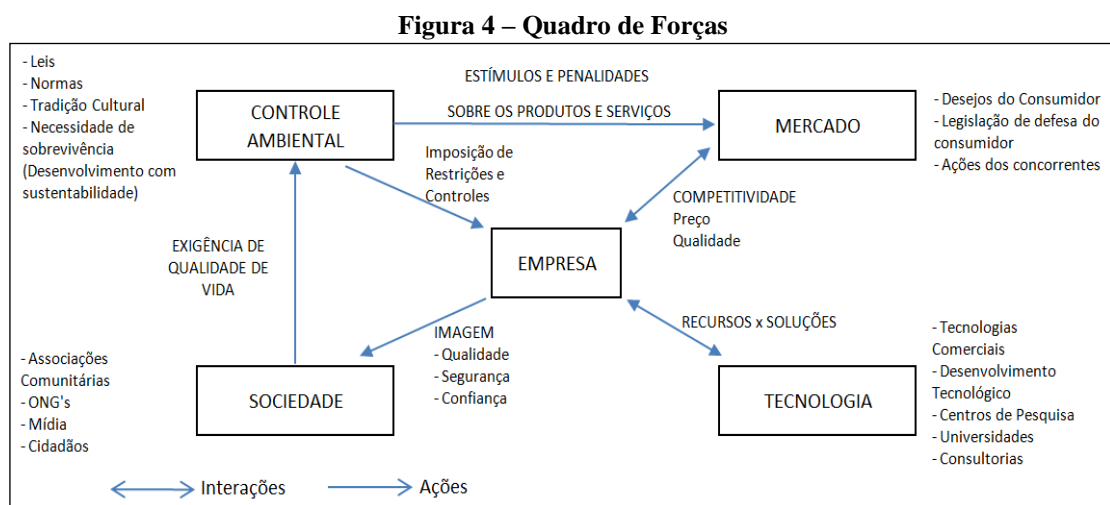 Figura 4 – Quadro de Forças
- Leis
- Normas
- Tradição Cultural
- Necessidade de
sobrevivência
(Desenvolvimento com
sustentabilidade)
CONTROLE
AMBIENTAL
ESTÍMULOS E PENALIDADES
SOBRE OS PRODUTOS E SERVIÇOS
MERCADO
- Desejos do Consumidor
- Legislação de defesa do
consumidor
- Ações dos concorrentes
Imposição de
Restrições e
Controles
COMPETITIVIDADE
Preço
Qualidade
EXIGÊNCIA DE
QUALIDADE DE
VIDA
EMPRESA
IMAGEM
- Qualidade
- Segurança
- Confiança
RECURSOS x SOLUÇÕES
- Associações
Comunitárias
- ONG's
- Mídia
- Cidadãos
SOCIEDADE
TECNOLOGIA
- Tecnologias
Comerciais
- Desenvolvimento
Tecnológico
- Centros de Pesquisa
- Universidades
- Consultorias
Interações
Ações